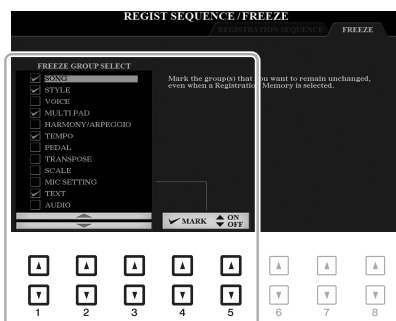 REGIST SEQUENCE / FREEZE
REGISTRATION SEQUENCE
FREEZE
FREEZE GROUP SELECT
SONG
STYLE
VOICE
MULTI PAD
HARMONY/ARPEGGIO
TEMPO
PEDAL
TRANSPOSE
SCALE
MIC SETTING
TEXT
AUDIO
Mark the group(s) that you want to remain unchanged,
even when a Registration Memory is selected.
MARK
ON
OFF
1 2 3 4 5 6 7 8